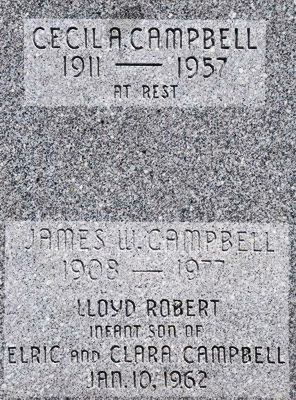 CECIL A. CAMPBELL
1911 — 1957
AT REST
JAMES W. CAMPBELL
1908 — 1977
LLOYD ROBERT
INFANT SON OF
ELRIC AND CLARA CAMPBELL
JAN. 10, 1962